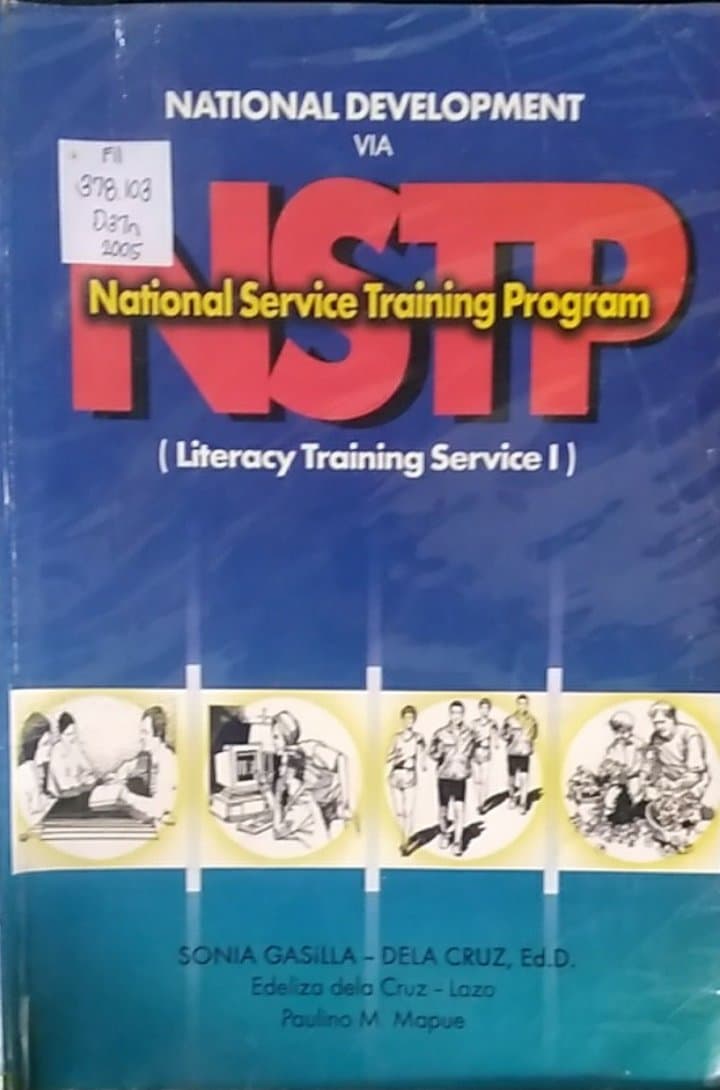 NATIONAL DEVELOPMENT
VIA
Fil
378.103
D37n
2005
NSTP
National Service Training Program
( Literacy Training Service I )
SONIA GASILLA – DELA CRUZ, Ed.D.
Edeliza dela Cruz - Lazo
Paulino M. Mapue